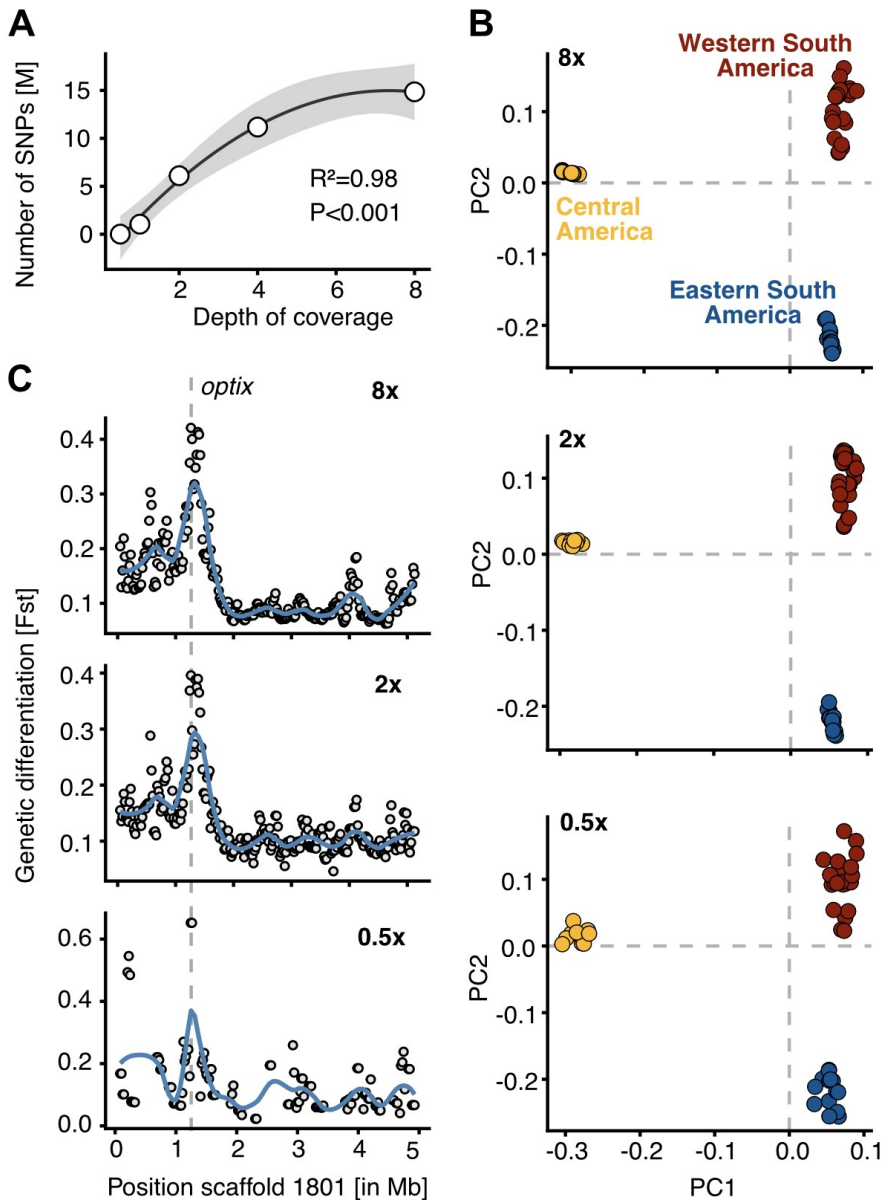 A
Number of SNPs [M]
15
10
5
0
R²=0.98
P<0.001
2
4
6
8
Depth of coverage
B
8x
Western South
America
PC2
0.1
0.0
-0.1
-0.2
Central
America
Eastern South
America
2x
PC2
0.1
0.0
-0.1
-0.2
0.5x
PC2
0.1
0.0
-0.1
-0.2
-0.3
-0.2
-0.1
0.0
0.1
PC1
C
optix
8x
Genetic differentiation [Fst]
0.4
0.3
0.2
0.1
2x
0.4
0.3
0.2
0.1
0.5x
0.6
0.4
0.2
0.0
0
1
2
3
4
5
Position scaffold 1801 [in Mb]